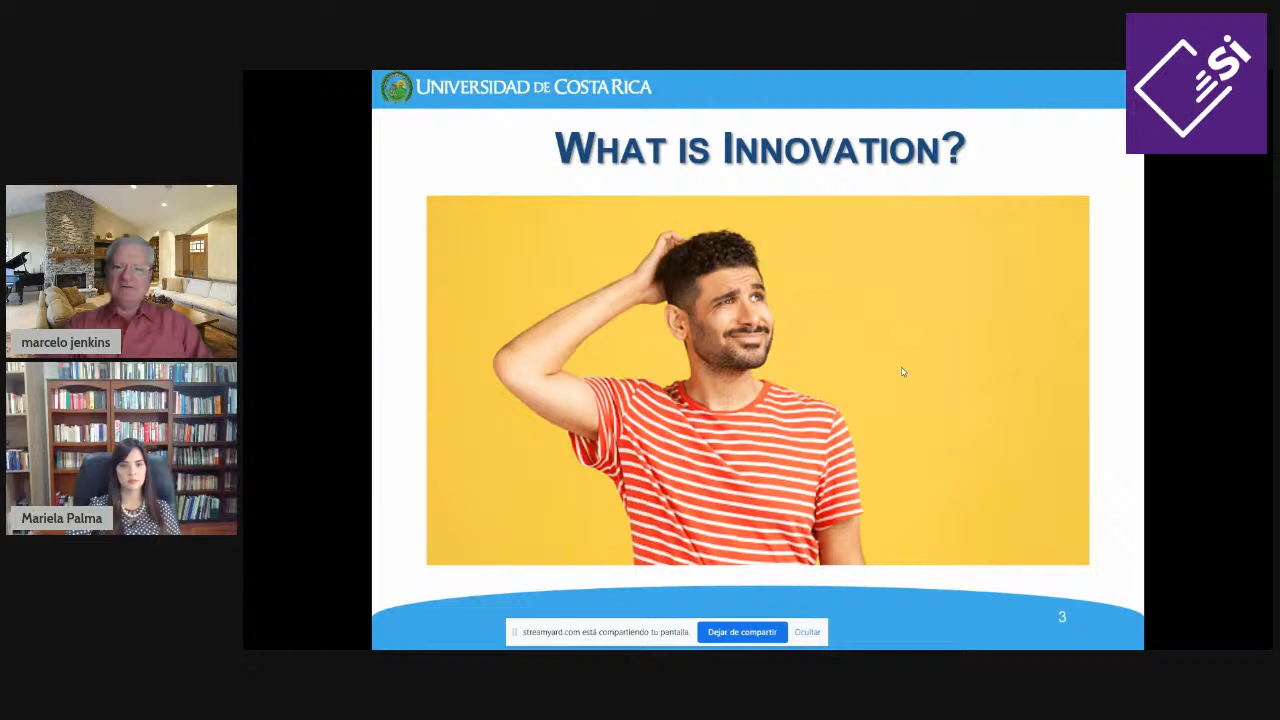 UNIVERSIDAD DE COSTA RICA
Si
WHAT IS INNOVATION?
marcelo jenkins
Mariela Palma
3
streamyard.com está compartiendo tu pantalla.
Dejar de compartir
Ocultar